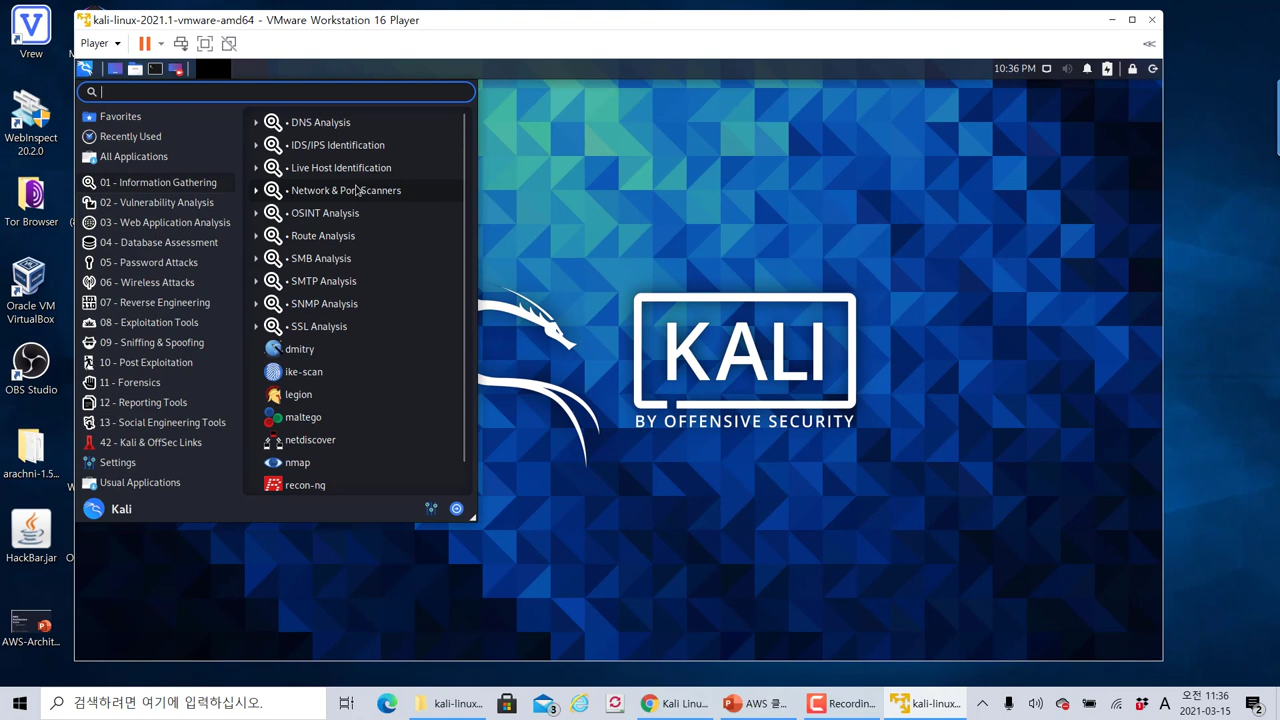 kali-linux-2021.1-vmware-amd64 - VMware Workstation 16 Player
Player
10:36 PM
Vrew
WebInspect
20.2.0
Tor Browser
Oracle VM
VirtualBox
OBS Studio
arachni-1.5...
HackBar.jar
AWS-Archit...
Favorites
Recently Used
All Applications
01 - Information Gathering
02 - Vulnerability Analysis
03 - Web Application Analysis
04 - Database Assessment
05 - Password Attacks
06 - Wireless Attacks
07 - Reverse Engineering
08 - Exploitation Tools
09 - Sniffing & Spoofing
10 - Post Exploitation
11 - Forensics
12 - Reporting Tools
13 - Social Engineering Tools
42 - Kali & OffSec Links
Settings
Usual Applications
• DNS Analysis
• IDS/IPS Identification
• Live Host Identification
• Network & Port Scanners
• OSINT Analysis
• Route Analysis
• SMB Analysis
• SMTP Analysis
• SNMP Analysis
• SSL Analysis
dmitry
ike-scan
legion
maltego
netdiscover
nmap
recon-ng
Kali
KALI
BY OFFENSIVE SECURITY
검색하려면 여기에 입력하십시오.
kali-linux...
3
Kali Linu...
AWS 클...
Recordin...
kali-linux...
A
오전 11:36
2021-03-15
2